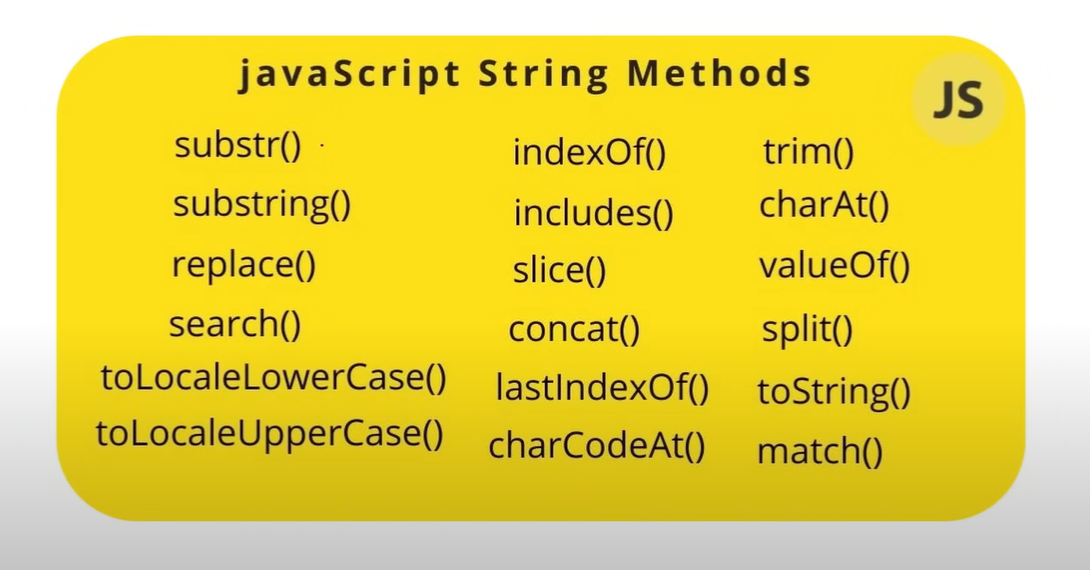 javaScript String Methods
JS
substr()
substring()
replace()
search()
toLocaleLowerCase()
toLocaleUpperCase()
indexOf()
includes()
slice()
concat()
lastIndexOf()
charCodeAt()
trim()
charAt()
valueOf()
split()
toString()
match()